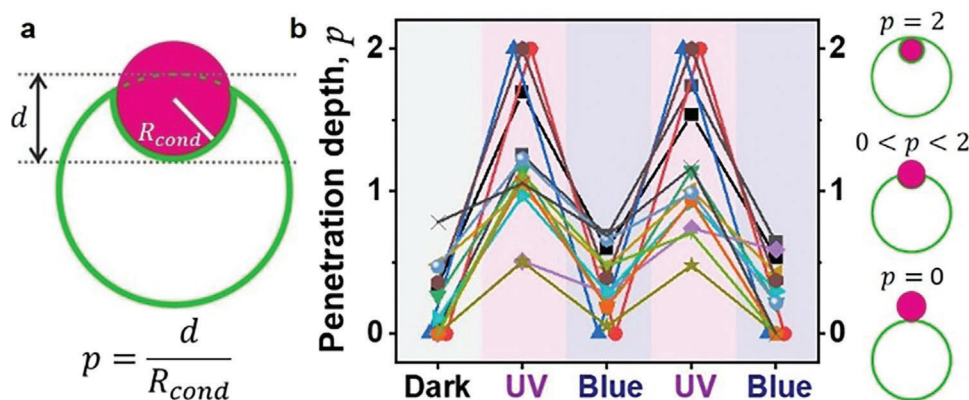 a
d
R_cond
p = d / R_cond
b
Penetration depth, p
2
1
0
2
1
0
Dark UV Blue UV Blue
p = 2
0 < p < 2
p = 0